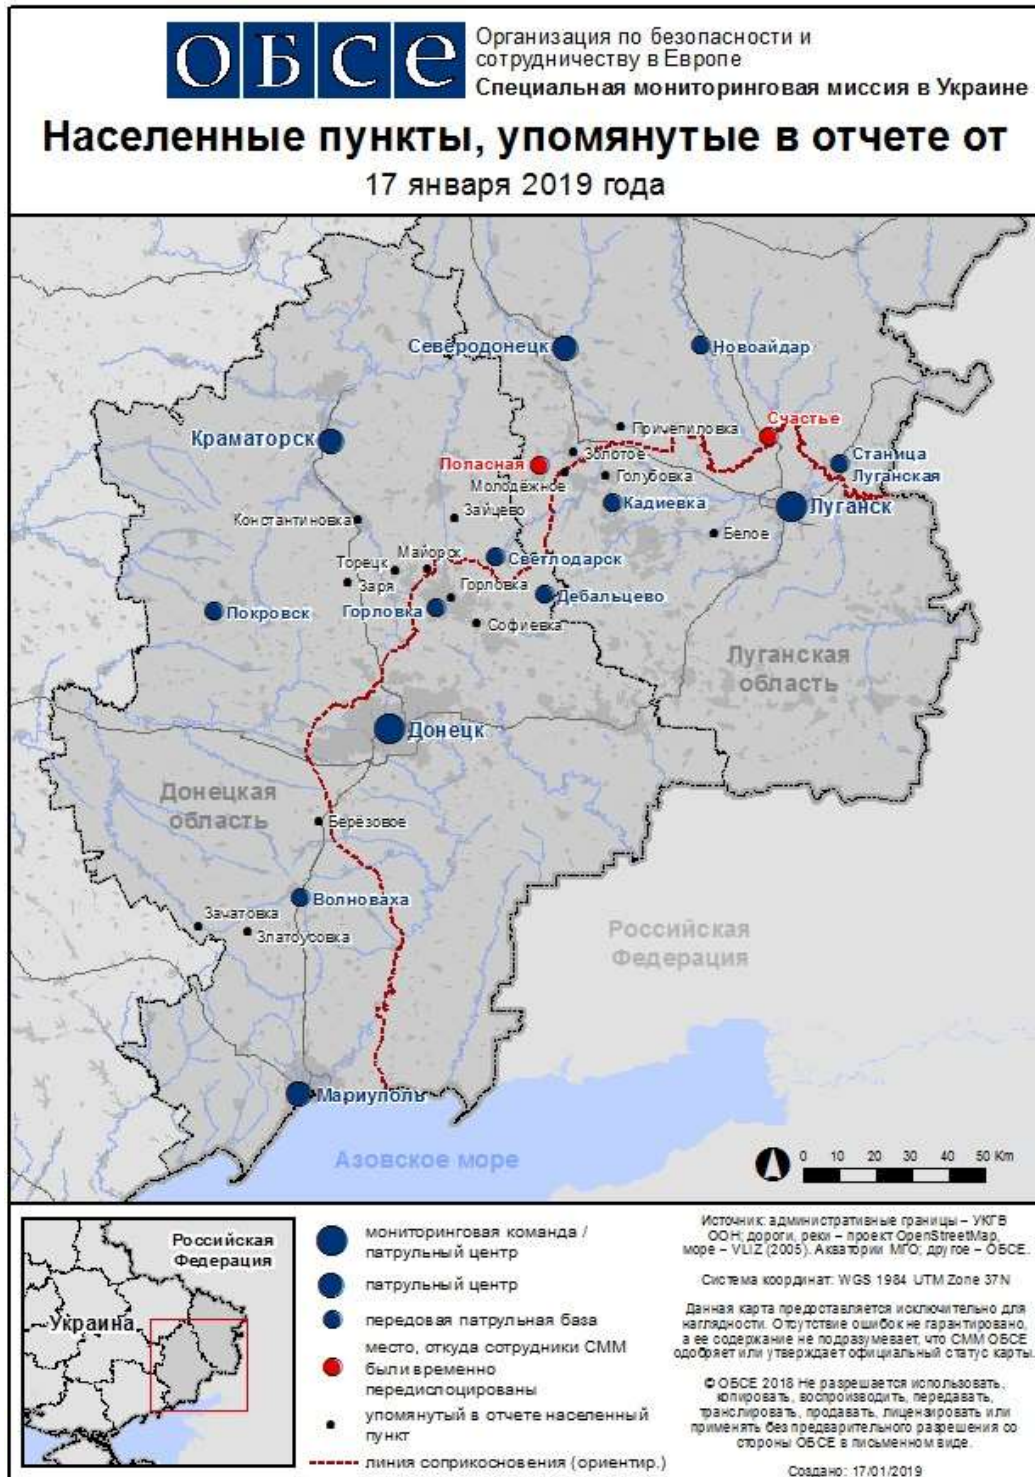 ОБСЕ
Организация по безопасности и
сотрудничеству в Европе
Специальная мониторинговая миссия в Украине
Населенные пункты, упомянутые в отчете от
17 января 2019 года
Северодонецк
Новоайдар
Счастье
Причепиловка
Краматорск
Золотое
Попасная
Станица
Луганская
Молодёжное
Голубовка
Кадиевка
Луганск
Зайцево
Константиновка
Белое
Майорск
Светлодарск
Торецк
Заря
Горловка
Дебальцево
Горловка
Покровск
Софиевка
Луганская
область
Донецк
Донецкая
область
Берёзовое
Волноваха
Зачатовка
Златоусовка
Российская
Федерация
Мариуполь
Азовское море
0 10 20 30 40 50 Km
Российская
Федерация
Украина
мониторинговая команда /
патрульный центр
патрульный центр
передовая патрульная база
место, откуда сотрудники СММ
были временно
передислоцированы
упомянутый в отчете населенный
пункт
линия соприкосновения (ориентир.)
Источник: административные границы – УКГВ
ООН; дороги, реки – проект OpenStreetMap,
море – VLIZ (2005). Акватории МГО; другое – ОБСЕ.
Система координат: WGS 1984 UTM Zone 37N
Данная карта предоставляется исключительно для
наглядности. Отсутствие ошибок не гарантировано,
а ее содержание не подразумевает, что СММ ОБСЕ
одобряет или утверждает официальный статус карты.
© ОБСЕ 2018 Не разрешается использовать,
копировать, воспроизводить, передавать,
транслировать, продавать, лицензировать или
применять без предварительного разрешения со
стороны ОБСЕ в письменном виде.
Создано: 17/01/2019